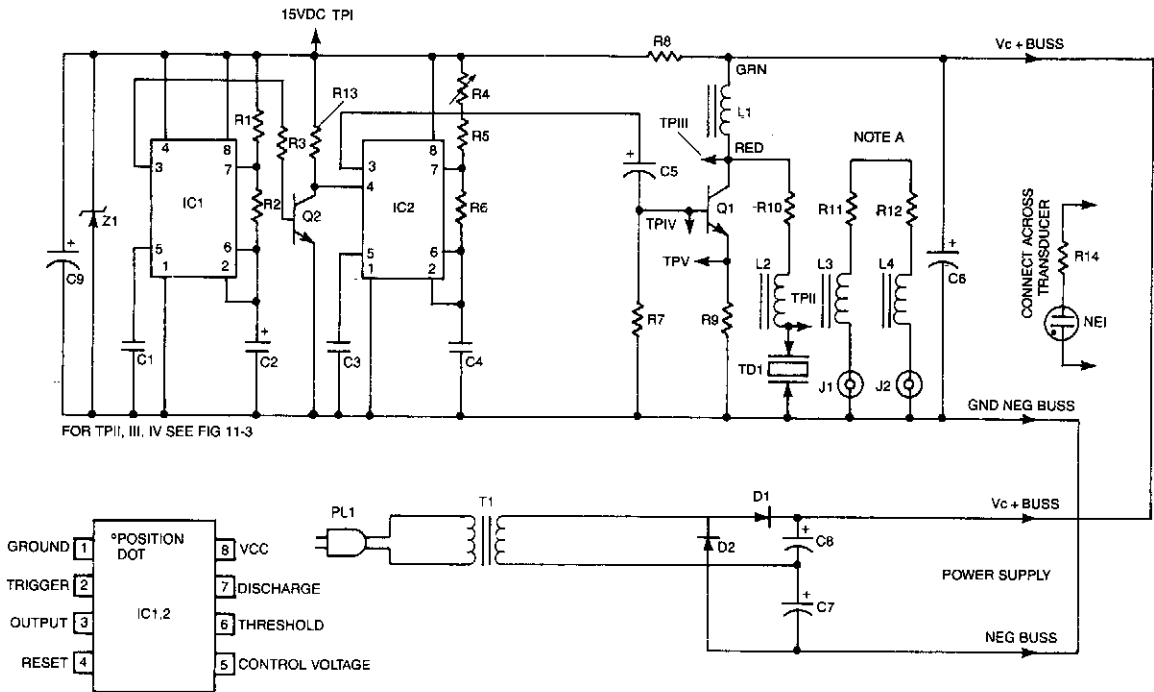 15VDC TPI
R8
Vc + BUSS
GRN
L1
R4
R13
R1
R3
R5
TPIII
RED
NOTE A
4
8
3
7
IC1
R2
6
5
2
1
Q2
8
3
7
4
IC2
R6
6
5
2
1
C5
TPIV
Q1
TPV
R10
R11
R12
L2
TPII
L3
L4
C6
CONNECT ACROSS
TRANSDUCER
R14
NEI
+
Z1
C9
C1
+
C2
C3
C4
R7
R9
TD1
J1
J2
+
+
GND NEG BUSS
FOR TPII, III, IV SEE FIG 11-3
PL1
T1
D1
Vc + BUSS
D2
+
C8
POWER SUPPLY
+
C7
NEG BUSS
GROUND 1
°POSITION
DOT
8 VCC
TRIGGER 2
7 DISCHARGE
IC1,2
OUTPUT 3
6 THRESHOLD
RESET 4
5 CONTROL VOLTAGE